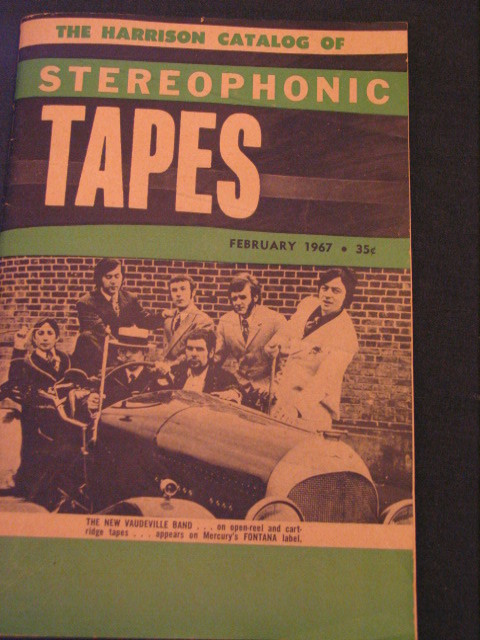 THE HARRISON CATALOG OF
STEREOPHONIC
TAPES
FEBRUARY 1967 • 35¢
THE NEW VAUDEVILLE BAND . . . on open-reel and cart-
ridge tapes . . . appears on Mercury's FONTANA label.